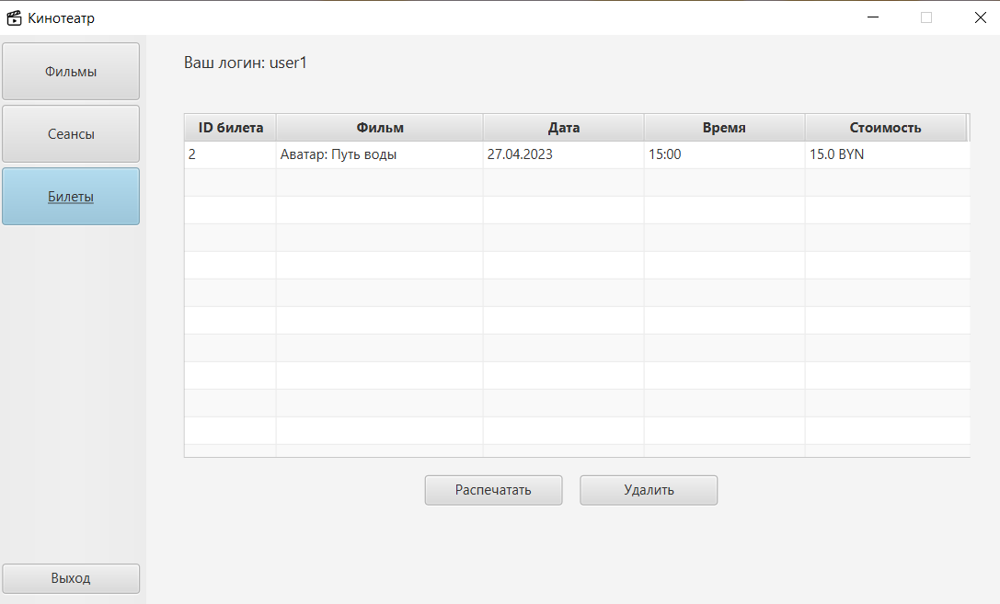 Кинотеатр
Фильмы
Сеансы
Билеты
Выход
Ваш логин: user1
ID билета Фильм Дата Время Стоимость
2 Аватар: Путь воды 27.04.2023 15:00 15.0 BYN
Распечатать Удалить